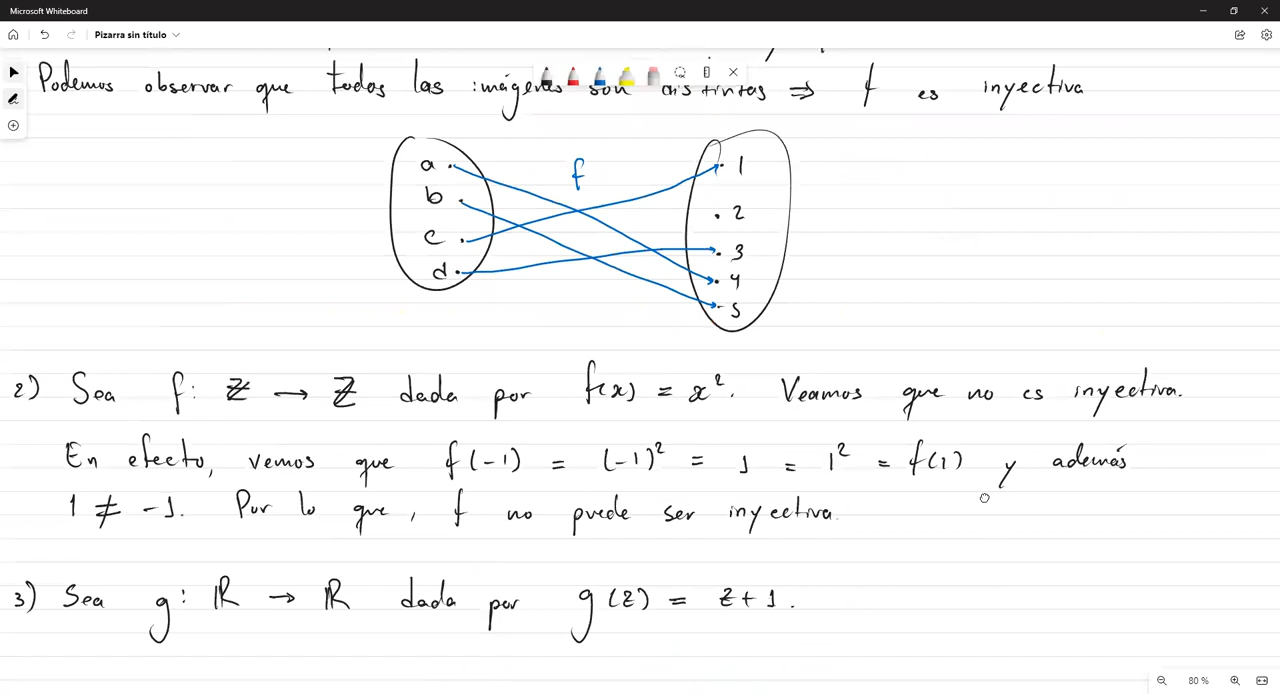 Microsoft Whiteboard
Pizarra sin título
Podemos observar que todas las imágenes son distintas ⇒ f es inyectiva
f
a
b
c
d
1
2
3
4
5
2) Sea f: ℤ → ℤ dada por f(x) = x². Veamos que no es inyectiva.
En efecto, vemos que f(-1) = (-1)² = 1 = 1² = f(1) y además
1 ≠ -1. Por lo que, f no puede ser inyectiva.
3) Sea g: ℝ → ℝ dada por g(z) = z+1.
80 %